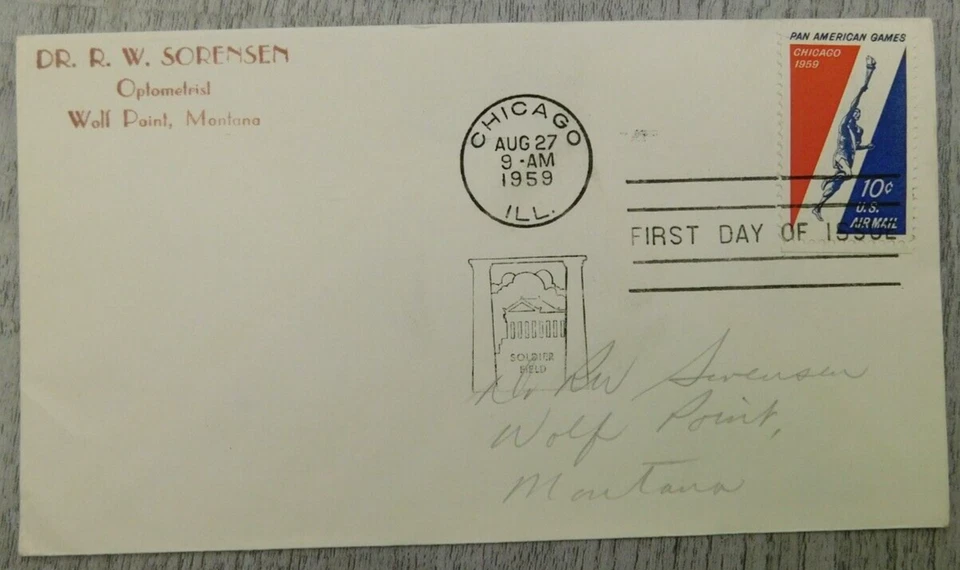 DR. R. W. SORENSEN
Optometrist
Wolf Point, Montana
CHICAGO
AUG 27
9 - AM
1959
ILL.
PAN AMERICAN GAMES
CHICAGO
1959
10¢
U.S.
AIR MAIL
FIRST DAY OF ISSUE
SOLDIER
FIELD
Dr RW Sorensen
Wolf Point,
Montana